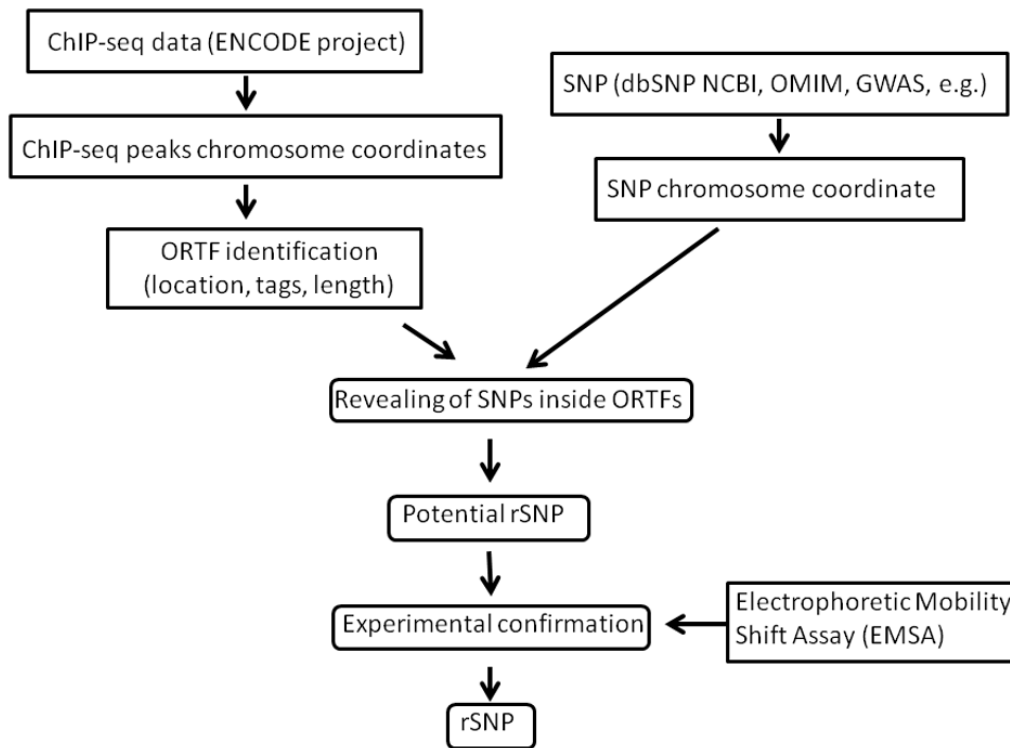 ChIP-seq data (ENCODE project)
ChIP-seq peaks chromosome coordinates
ORTF identification
(location, tags, length)
SNP (dbSNP NCBI, OMIM, GWAS, e.g.)
SNP chromosome coordinate
Revealing of SNPs inside ORTFs
Potential rSNP
Experimental confirmation
Electrophoretic Mobility
Shift Assay (EMSA)
rSNP